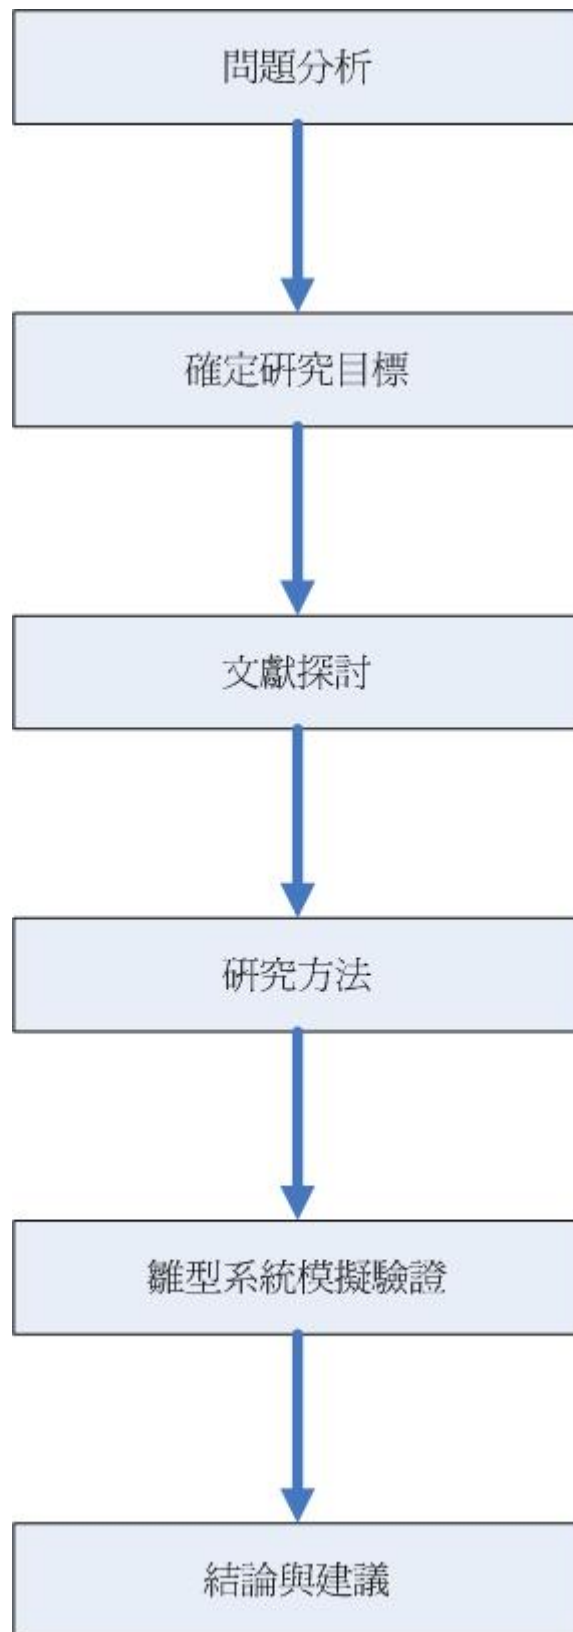 問題分析
確定研究目標
文獻探討
研究方法
雛型系統模擬驗證
結論與建議